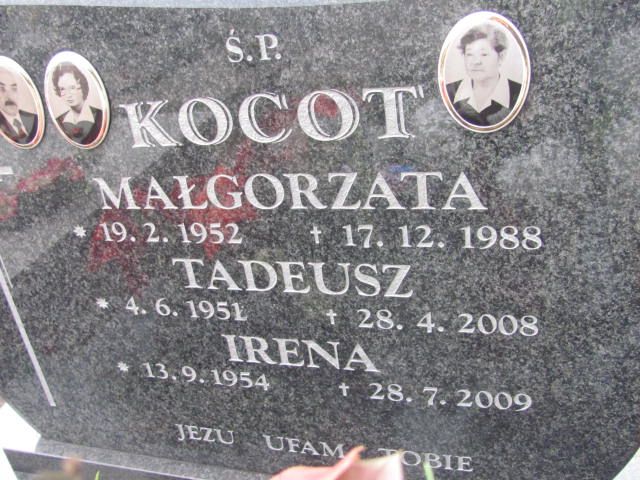 Ś.P.
KOCOT
MAŁGORZATA
* 19. 2. 1952 † 17. 12. 1988
TADEUSZ
* 4. 6. 1951 † 28. 4. 2008
IRENA
* 13. 9. 1954 † 28. 7. 2009
JEZU UFAM TOBIE